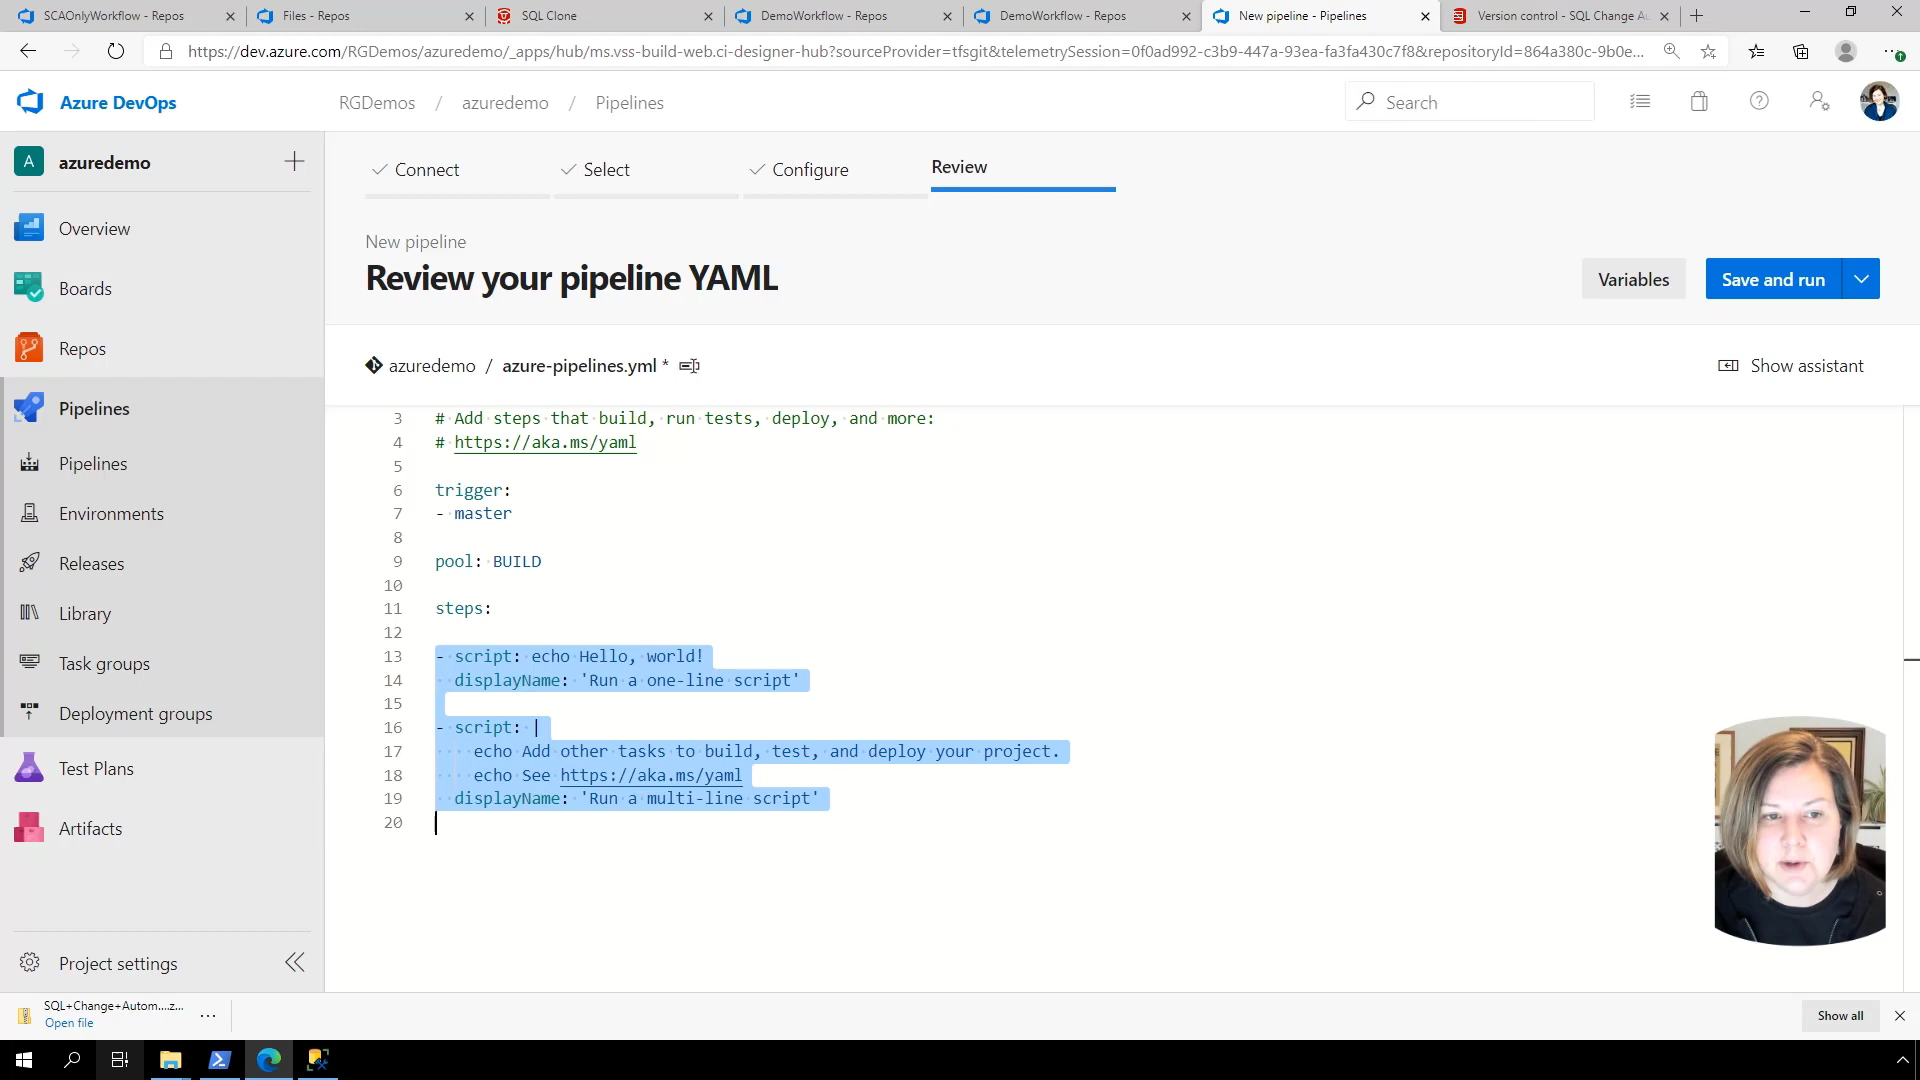 SCAOnlyWorkflow - Repos
Files - Repos
SQL Clone
DemoWorkflow - Repos
DemoWorkflow - Repos
New pipeline - Pipelines
Version control - SQL Change Au
https://dev.azure.com/RGDemos/azuredemo/_apps/hub/ms.vss-build-web.ci-designer-hub?sourceProvider=tfsgit&telemetrySession=0f0ad992-c3b9-447a-93ea-fa3fa430c7f8&repositoryId=864a380c-9b0e...
Azure DevOps
RGDemos / azuredemo / Pipelines
Search
A azuredemo
Overview
Boards
Repos
Pipelines
Pipelines
Environments
Releases
Library
Task groups
Deployment groups
Test Plans
Artifacts
Project settings
Connect
Select
Configure
Review
New pipeline
Review your pipeline YAML
Variables
Save and run
azuredemo / azure-pipelines.yml *
Show assistant
3 # Add steps that build, run tests, deploy, and more:
4 # https://aka.ms/yaml
5
6 trigger:
7 - master
8
9 pool: BUILD
10
11 steps:
12
13 - script: echo Hello, world!
14 displayName: 'Run a one-line script'
15
16 - script: |
17 echo Add other tasks to build, test, and deploy your project.
18 echo See https://aka.ms/yaml
19 displayName: 'Run a multi-line script'
20
SQL+Change+Autom....z...
Open file
Show all